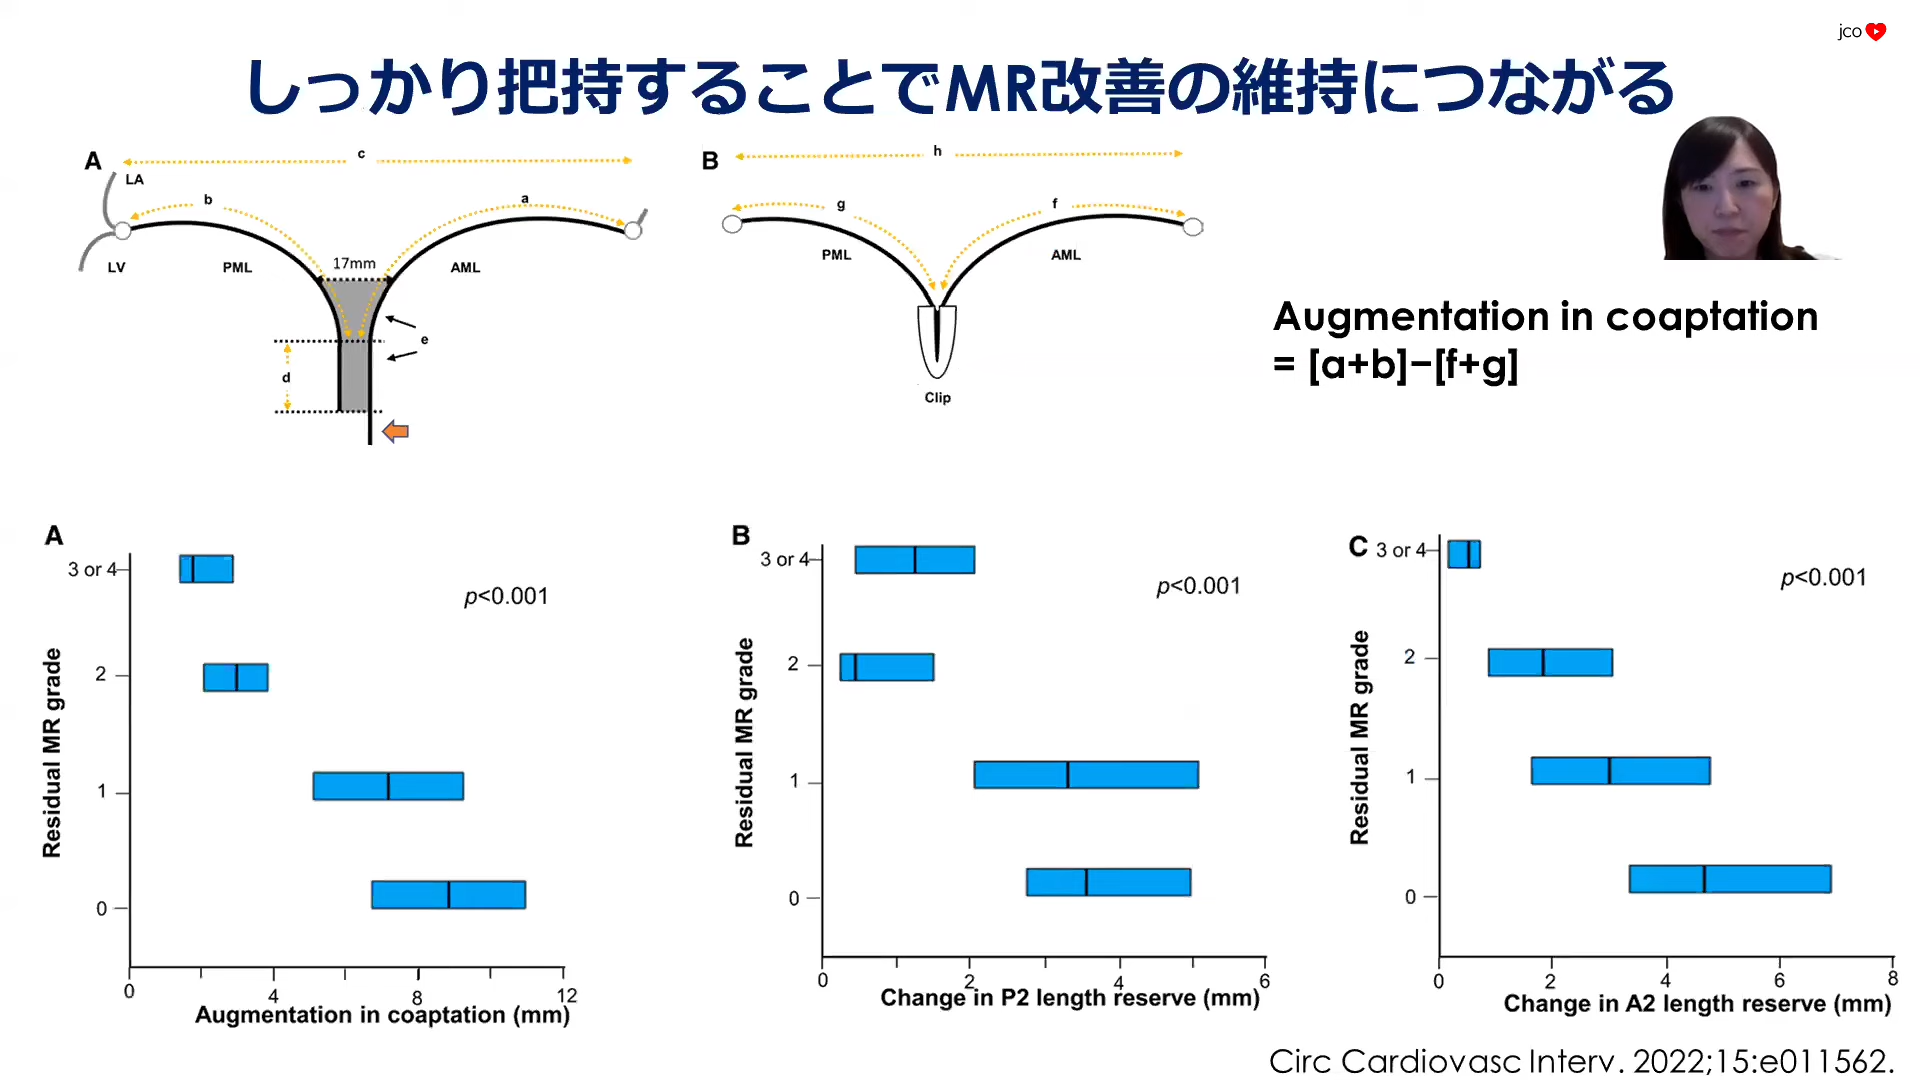 jco
しっかり把持することでMR改善の維持につながる
A
c
LA
b
a
17mm
LV
PML
AML
e
d
B
h
g
f
PML
AML
Clip
Augmentation in coaptation
= [a+b]−[f+g]
A
3 or 4
2
1
0
Residual MR grade
p<0.001
0
4
8
12
Augmentation in coaptation (mm)
B
3 or 4
2
1
0
Residual MR grade
p<0.001
0
2
4
6
Change in P2 length reserve (mm)
C
3 or 4
2
1
0
Residual MR grade
p<0.001
0
2
4
6
8
Change in A2 length reserve (mm)
Circ Cardiovasc Interv. 2022;15:e011562.